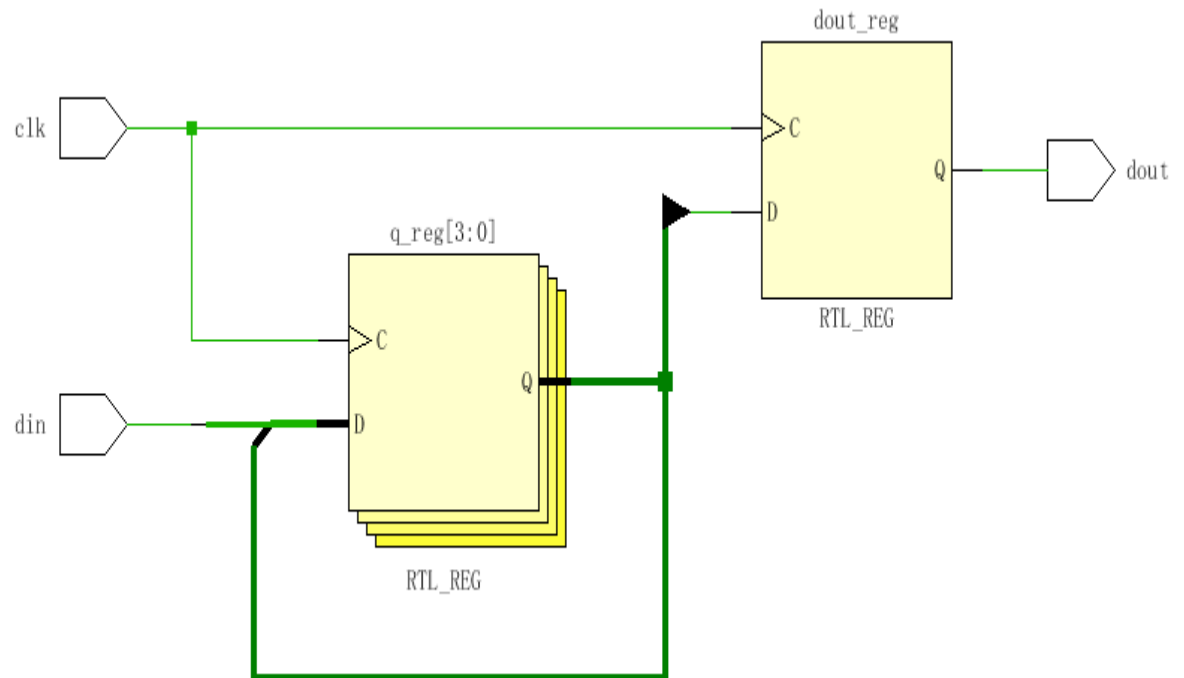 dout_reg
clk
C
Q
dout
D
q_reg[3:0]
RTL_REG
C
Q
din
D
RTL_REG